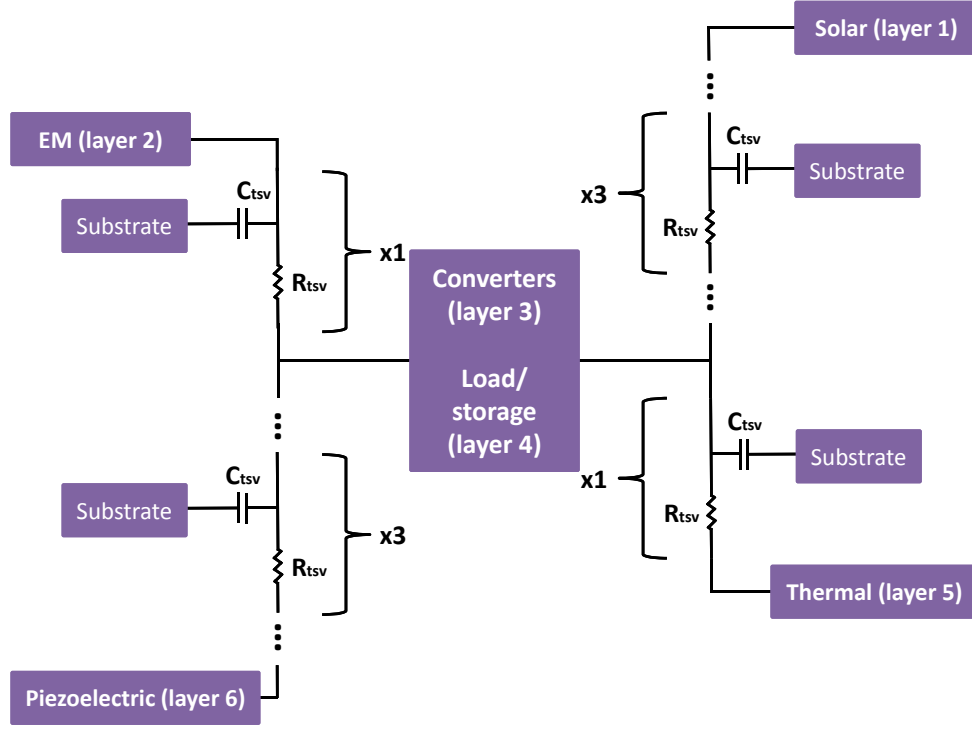 Solar (layer 1)
EM (layer 2)
Ctsv
Substrate
Rtsv
x1
Ctsv
Substrate
x3
Rtsv
Converters
(layer 3)
Load/
storage
(layer 4)
Ctsv
Substrate
Rtsv
x3
Piezoelectric (layer 6)
Ctsv
Substrate
x1
Rtsv
Thermal (layer 5)